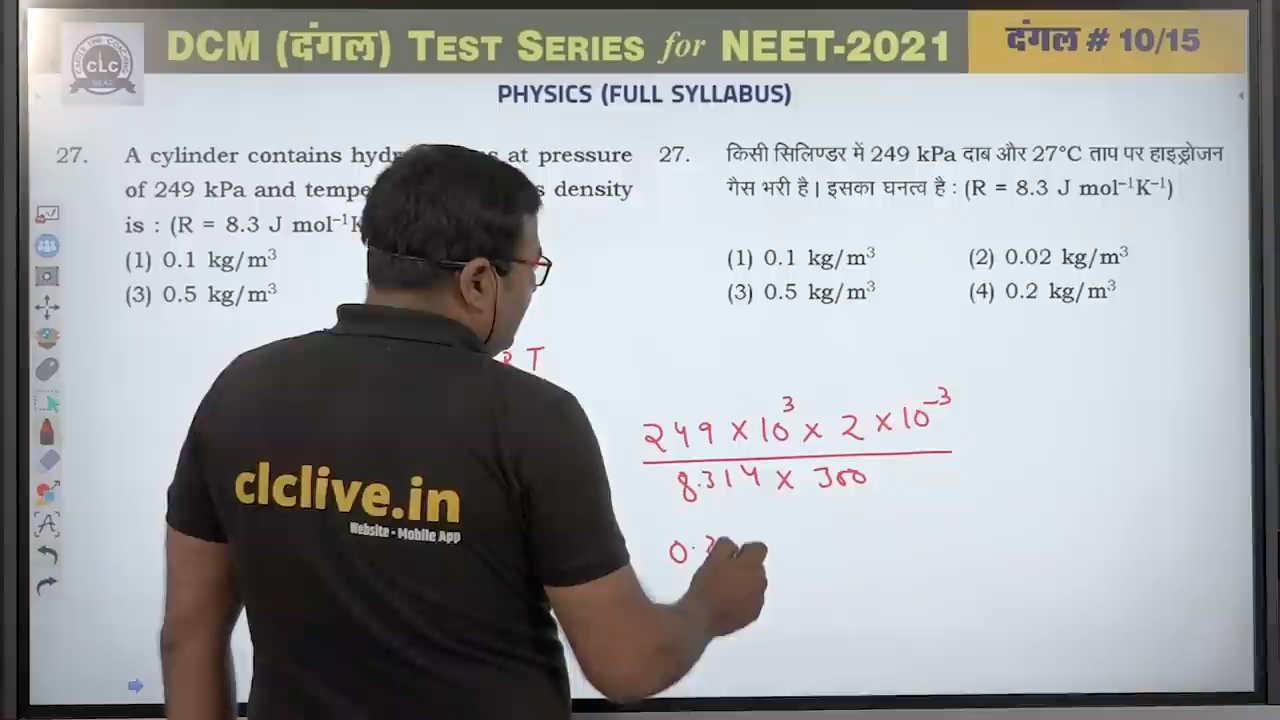 DCM (दंगल) TEST SERIES for NEET-2021
दंगल # 10/15
CLC
PHYSICS (FULL SYLLABUS)
27. A cylinder contains at pressure
of 249 kPa and density
is : (R = 8.3 J mol⁻¹
(1) 0.1 kg/m³
(3) 0.5 kg/m³
27. किसी सिलिण्डर में 249 kPa दाब और 27°C ताप पर हाइड्रोजन
गैस भरी है। इसका घनत्व है : (R = 8.3 J mol⁻¹K⁻¹)
(1) 0.1 kg/m³ (2) 0.02 kg/m³
(3) 0.5 kg/m³ (4) 0.2 kg/m³
R T
249 × 10³ × 2 × 10⁻³
8.314 × 300
0.2
clclive.in
Website - Mobile App